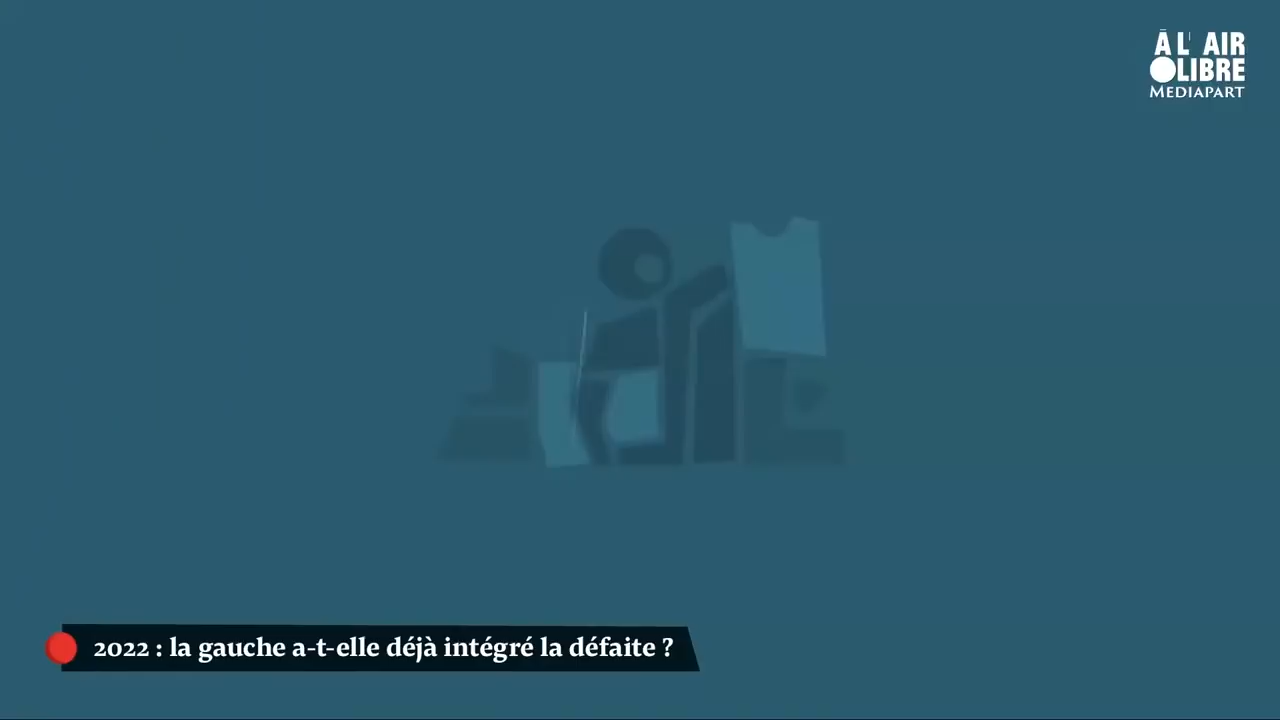 À L' AIR
LIBRE
MEDIAPART
2022 : la gauche a-t-elle déjà intégré la défaite ?